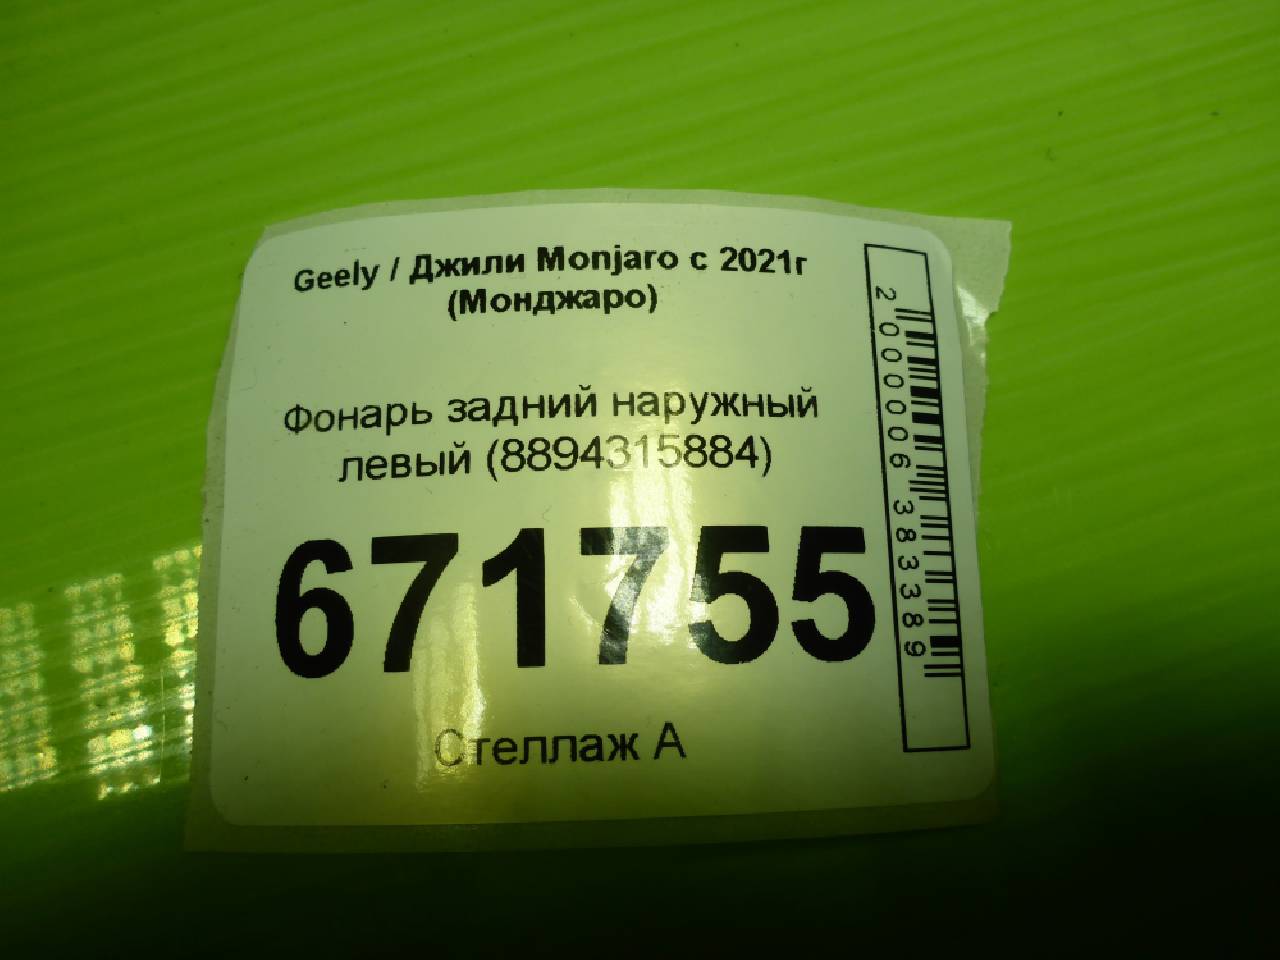 Geely / Джили Monjaro с 2021г
(Монджаро)
Фонарь задний наружный
левый (8894315884)
671755
Стеллаж А
2000006383389